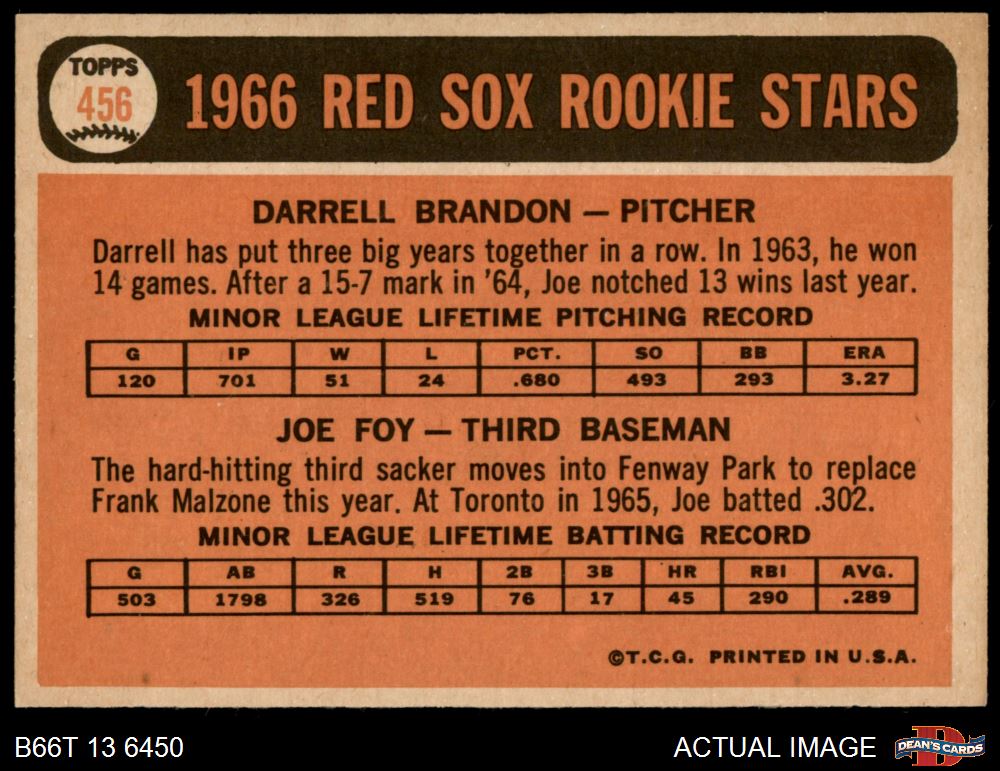 TOPPS
456
1966 RED SOX ROOKIE STARS
DARRELL BRANDON — PITCHER
Darrell has put three big years together in a row. In 1963, he won
14 games. After a 15-7 mark in '64, Joe notched 13 wins last year.
MINOR LEAGUE LIFETIME PITCHING RECORD
G IP W L PCT. SO BB ERA
120 701 51 24 .680 493 293 3.27
JOE FOY — THIRD BASEMAN
The hard-hitting third sacker moves into Fenway Park to replace
Frank Malzone this year. At Toronto in 1965, Joe batted .302.
MINOR LEAGUE LIFETIME BATTING RECORD
G AB R H 2B 3B HR RBI AVG.
503 1798 326 519 76 17 45 290 .289
©T.C.G. PRINTED IN U.S.A.
B66T 13 6450 ACTUAL IMAGE
D
DEAN'S CARDS